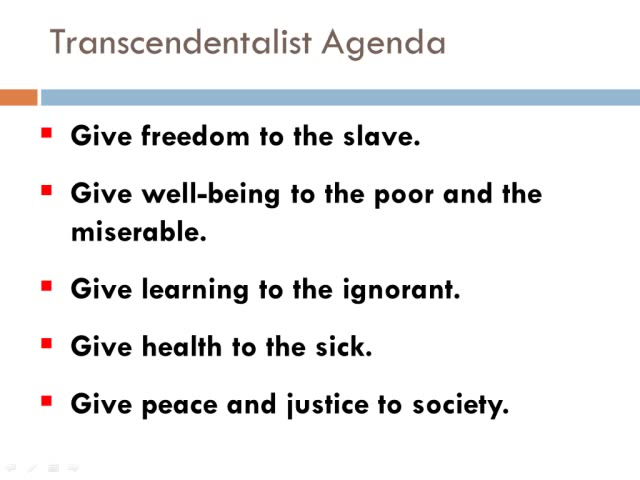 Transcendentalist Agenda
Give freedom to the slave.
Give well-being to the poor and the
miserable.
Give learning to the ignorant.
Give health to the sick.
Give peace and justice to society.